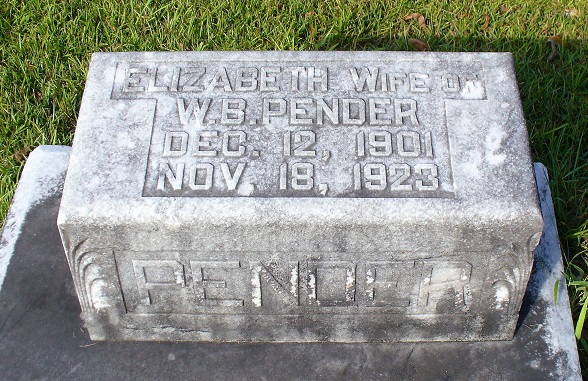 ELIZABETH WIFE OF
W.B. PENDER
DEC. 12, 1901
NOV. 18, 1923
PENDER